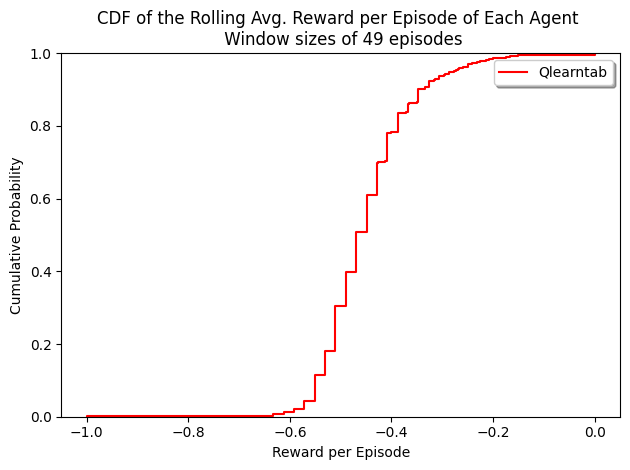 CDF of the Rolling Avg. Reward per Episode of Each Agent
Window sizes of 49 episodes
Qlearntab
Cumulative Probability
1.0
0.8
0.6
0.4
0.2
0.0
−1.0 −0.8 −0.6 −0.4 −0.2 0.0
Reward per Episode